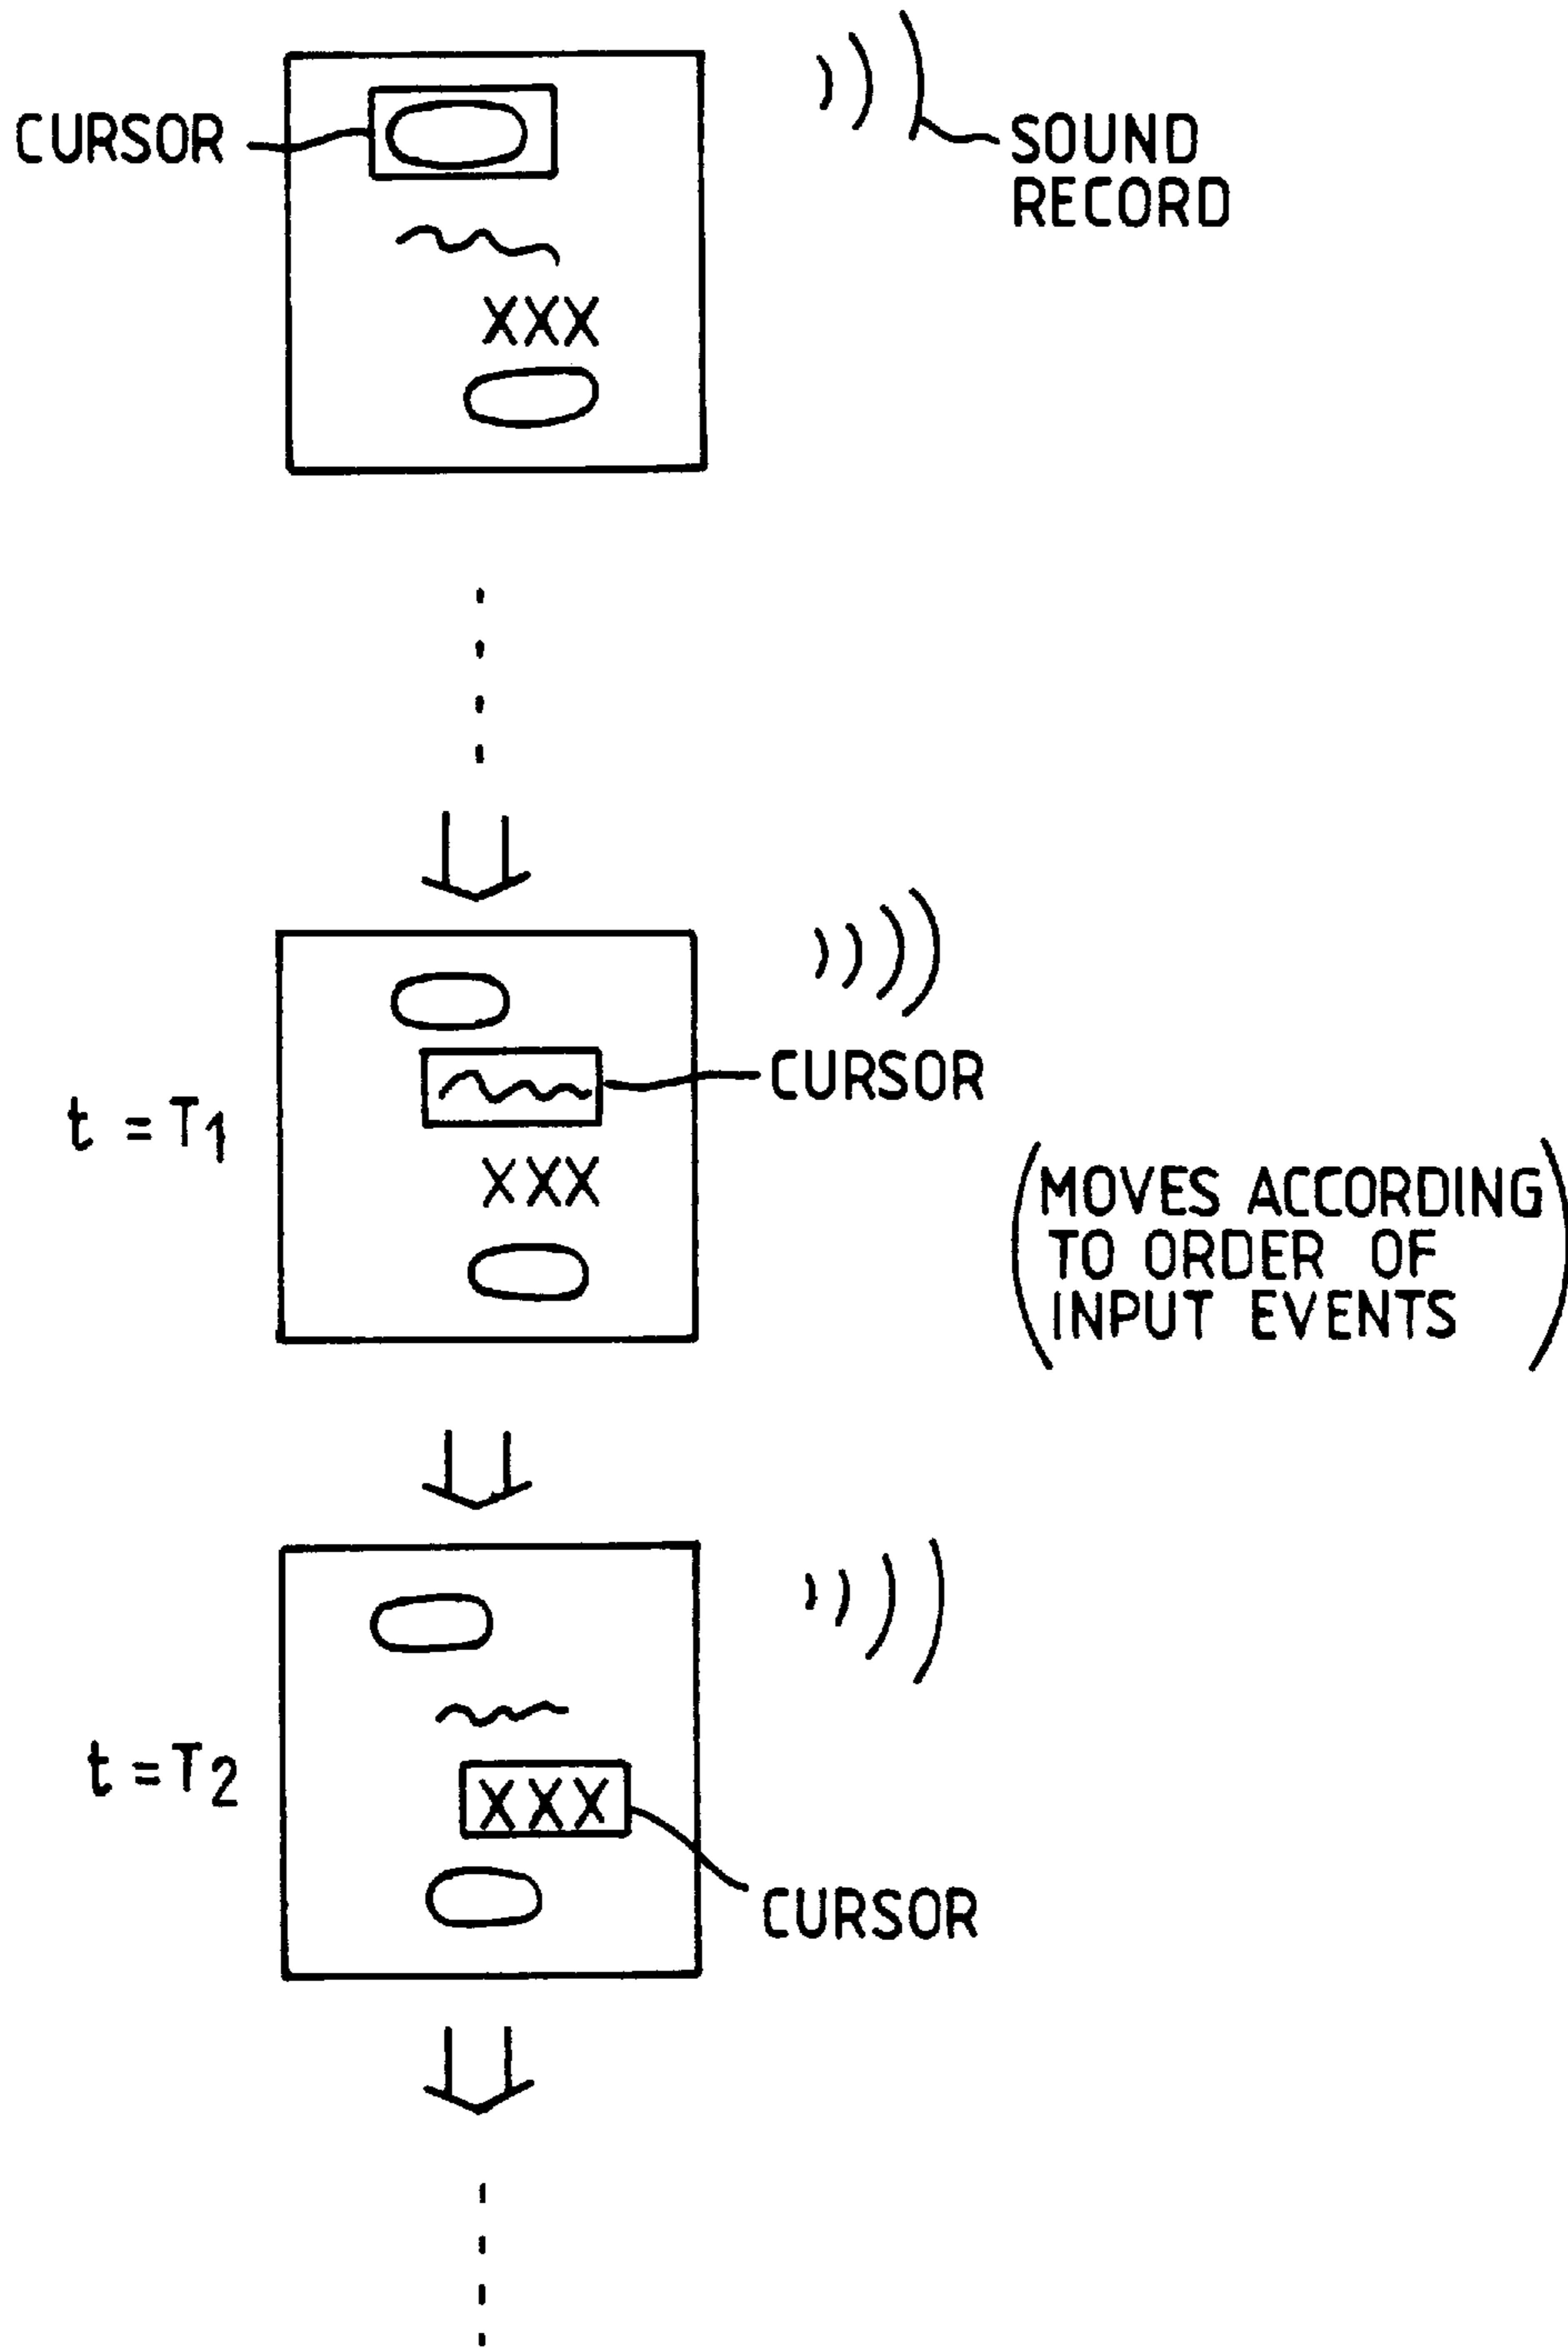 CURSOR
SOUND
RECORD
XXX
CURSOR
t = T1
XXX
(MOVES ACCORDING
TO ORDER OF
INPUT EVENTS)
t = T2
XXX
CURSOR